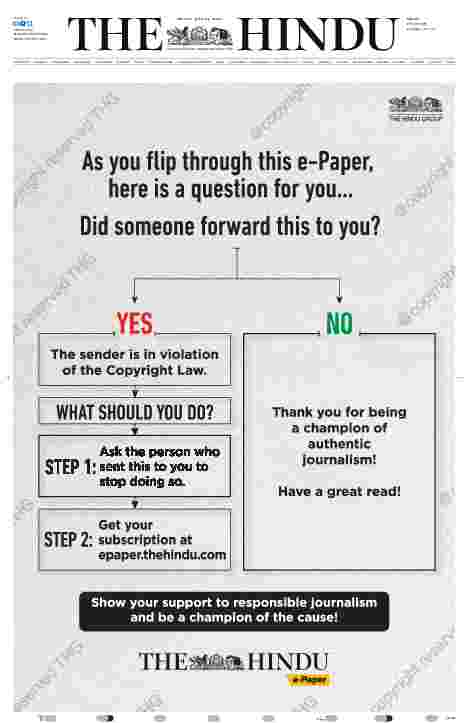 THE HINDU
THE HINDU GROUP
As you flip through this e-Paper,
here is a question for you...
Did someone forward this to you?
YES
NO
The sender is in violation
of the Copyright Law.
WHAT SHOULD YOU DO?
STEP 1: Ask the person who
sent this to you to
stop doing so.
STEP 2: Get your
subscription at
epaper.thehindu.com
Thank you for being
a champion of
authentic
journalism!
Have a great read!
Show your support to responsible journalism
and be a champion of the cause!
THE HINDU
e-Paper